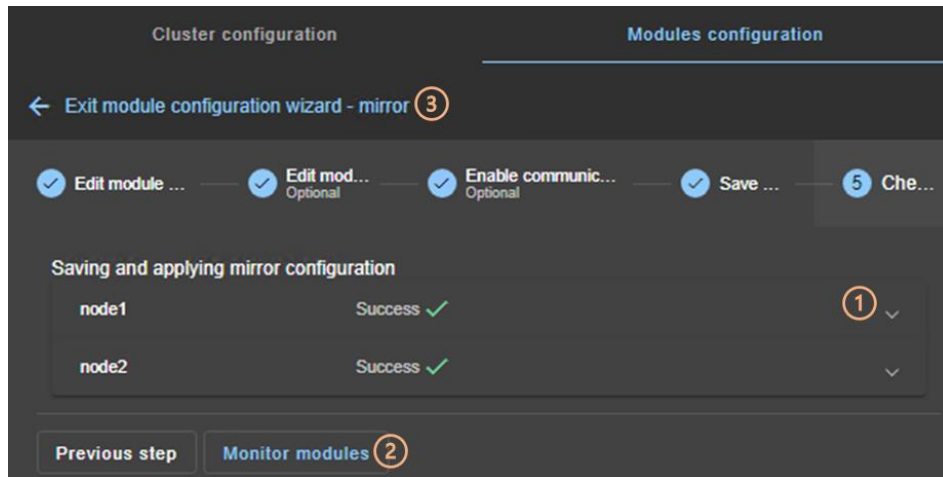 Cluster configuration Modules configuration
Exit module configuration wizard - mirror 3
Edit module ... Edit mod... Enable communic... Save ... 5 Che...
Optional Optional
Saving and applying mirror configuration
node1 Success 1
node2 Success
Previous step Monitor modules 2